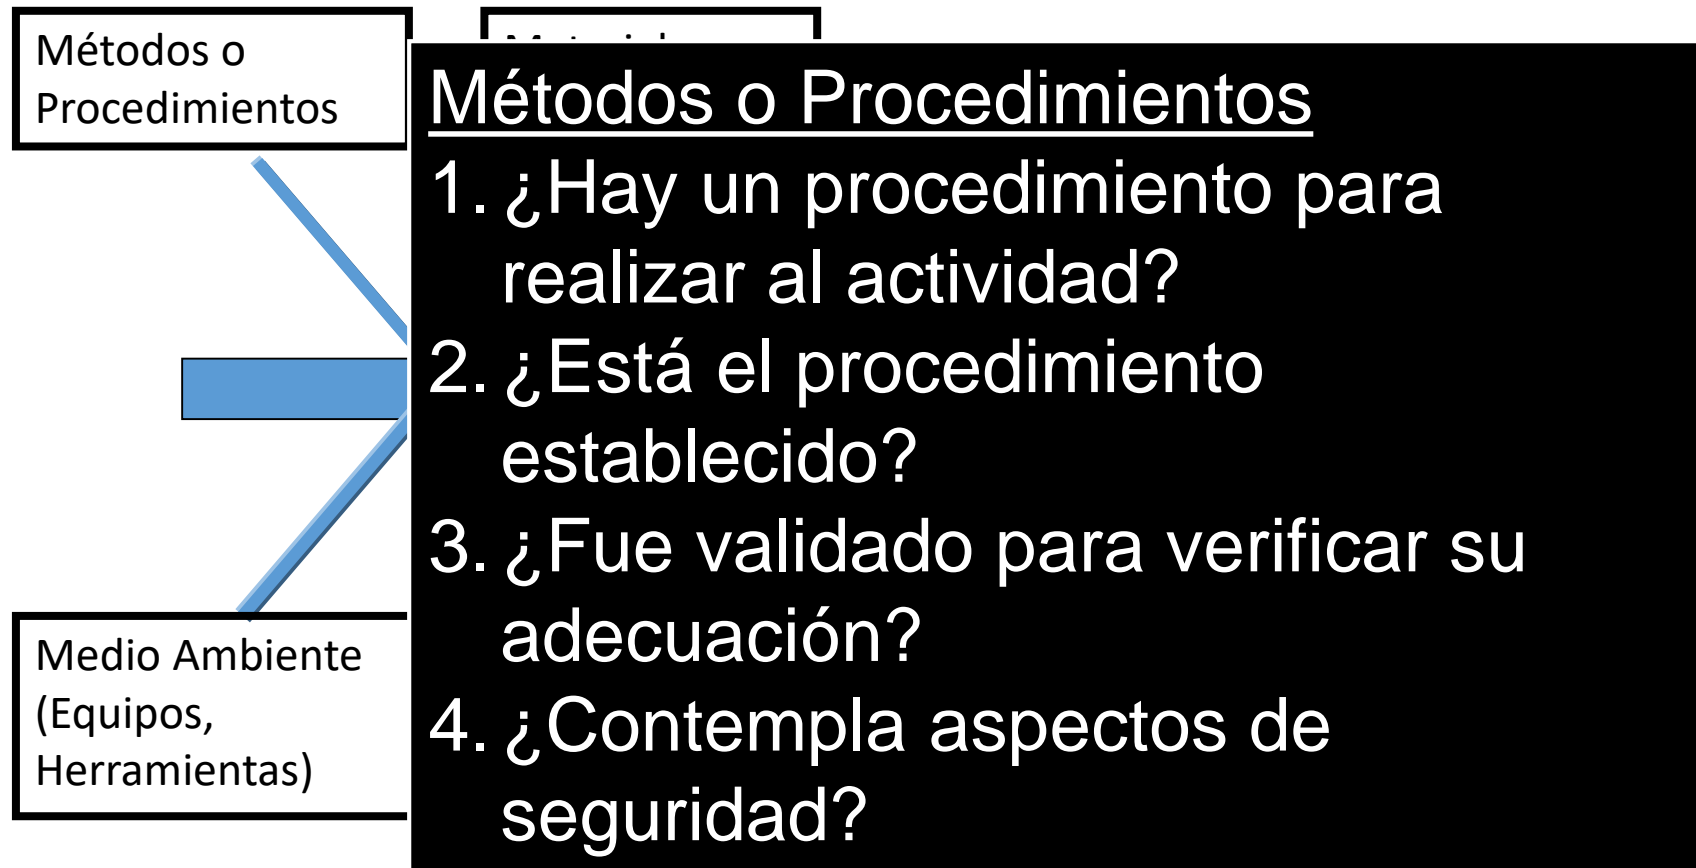 Métodos o
Procedimientos
Métodos o Procedimientos
1. ¿Hay un procedimiento para
realizar al actividad?
2. ¿Está el procedimiento
establecido?
3. ¿Fue validado para verificar su
adecuación?
4. ¿Contempla aspectos de
seguridad?
Medio Ambiente
(Equipos,
Herramientas)